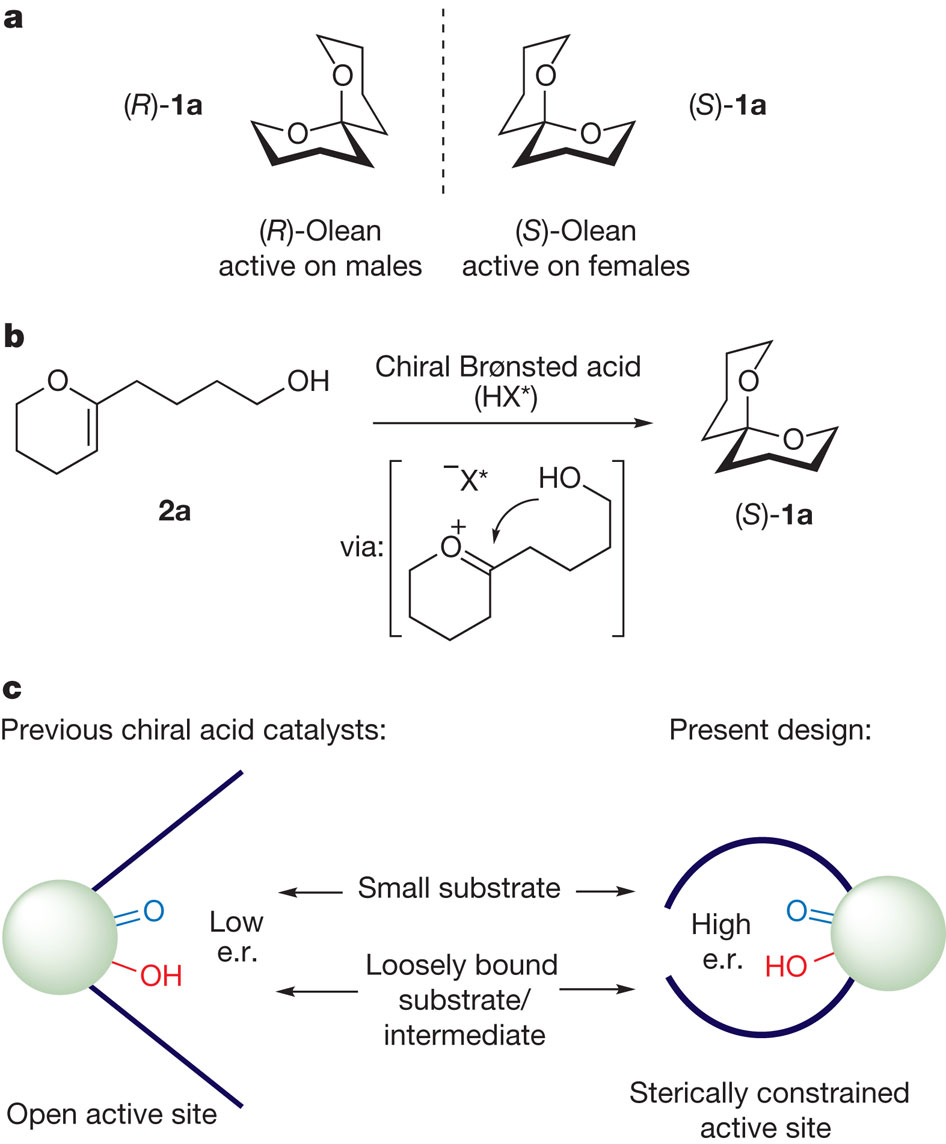 a
(R)-1a
O
O
O
O
(S)-1a
(R)-Olean
active on males
(S)-Olean
active on females
b
O
OH
2a
Chiral Brønsted acid
(HX*)
via:
⁻X*
HO
O
+
O
O
(S)-1a
c
Previous chiral acid catalysts:
Present design:
O
OH
Low
e.r.
Small substrate
Loosely bound
substrate/
intermediate
High
e.r.
O
HO
Open active site
Sterically constrained
active site